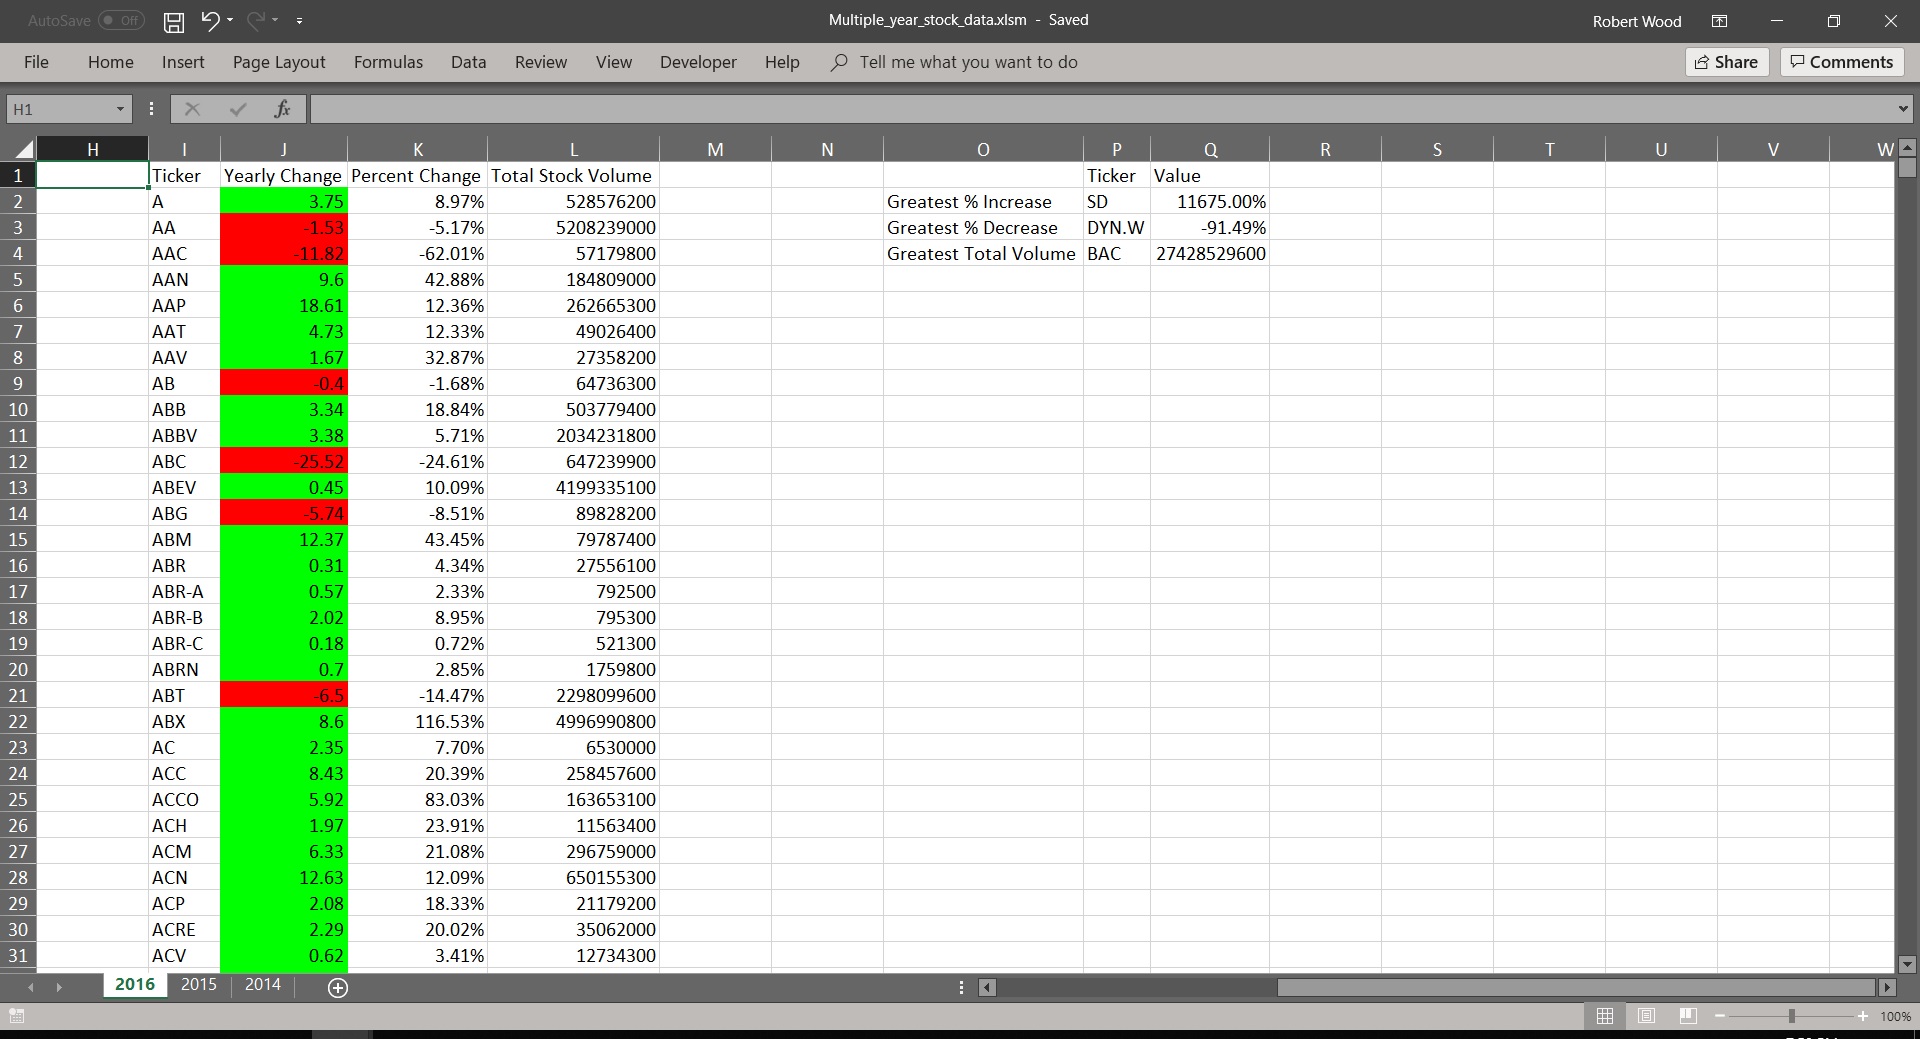 AutoSave Off Multiple_year_stock_data.xlsm - Saved Robert Wood
File Home Insert Page Layout Formulas Data Review View Developer Help Tell me what you want to do Share Comments
H1 fx
H I J K L M N O P Q R S T U V W
1 Ticker Yearly Change Percent Change Total Stock Volume Ticker Value
2 A 3.75 8.97% 528576200 Greatest % Increase SD 11675.00%
3 AA -1.53 -5.17% 5208239000 Greatest % Decrease DYN.W -91.49%
4 AAC -11.82 -62.01% 57179800 Greatest Total Volume BAC 27428529600
5 AAN 9.6 42.88% 184809000
6 AAP 18.61 12.36% 262665300
7 AAT 4.73 12.33% 49026400
8 AAV 1.67 32.87% 27358200
9 AB -0.4 -1.68% 64736300
10 ABB 3.34 18.84% 503779400
11 ABBV 3.38 5.71% 2034231800
12 ABC -25.52 -24.61% 647239900
13 ABEV 0.45 10.09% 4199335100
14 ABG -5.74 -8.51% 89828200
15 ABM 12.37 43.45% 79787400
16 ABR 0.31 4.34% 27556100
17 ABR-A 0.57 2.33% 792500
18 ABR-B 2.02 8.95% 795300
19 ABR-C 0.18 0.72% 521300
20 ABRN 0.7 2.85% 1759800
21 ABT -6.5 -14.47% 2298099600
22 ABX 8.6 116.53% 4996990800
23 AC 2.35 7.70% 6530000
24 ACC 8.43 20.39% 258457600
25 ACCO 5.92 83.03% 163653100
26 ACH 1.97 23.91% 11563400
27 ACM 6.33 21.08% 296759000
28 ACN 12.63 12.09% 650155300
29 ACP 2.08 18.33% 21179200
30 ACRE 2.29 20.02% 35062000
31 ACV 0.62 3.41% 12734300
2016 2015 2014
100%